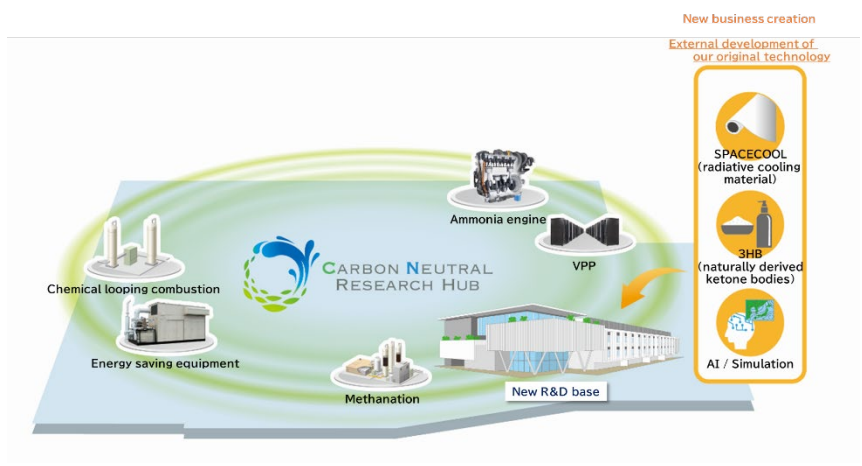 New business creation
External development of
our original technology
SPACECOOL
(radiative cooling
material)
3HB
(naturally derived
ketone bodies)
AI / Simulation
Ammonia engine
VPP
CARBON NEUTRAL
RESEARCH HUB
Chemical looping combustion
Energy saving equipment
Methanation
New R&D base